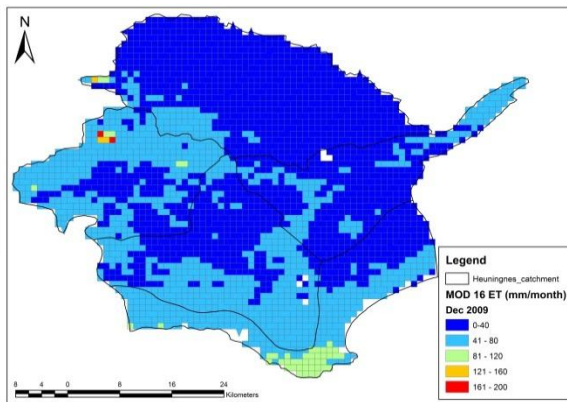 N
Legend
Heuningnes_catchment
MOD 16 ET (mm/month)
Dec 2009
0-40
41 - 80
81 - 120
121 - 160
161 - 200
8 4 0 8 16 24
Kilometers